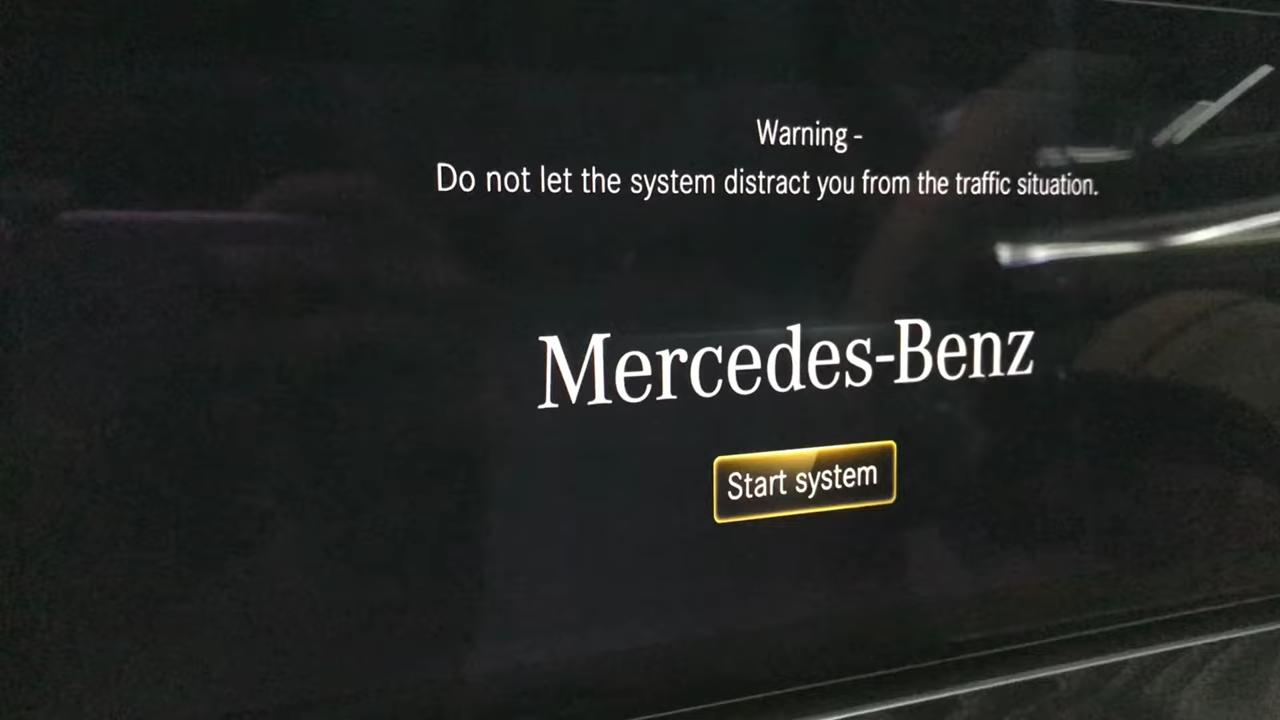 Warning -
Do not let the system distract you from the traffic situation.
Mercedes-Benz
Start system